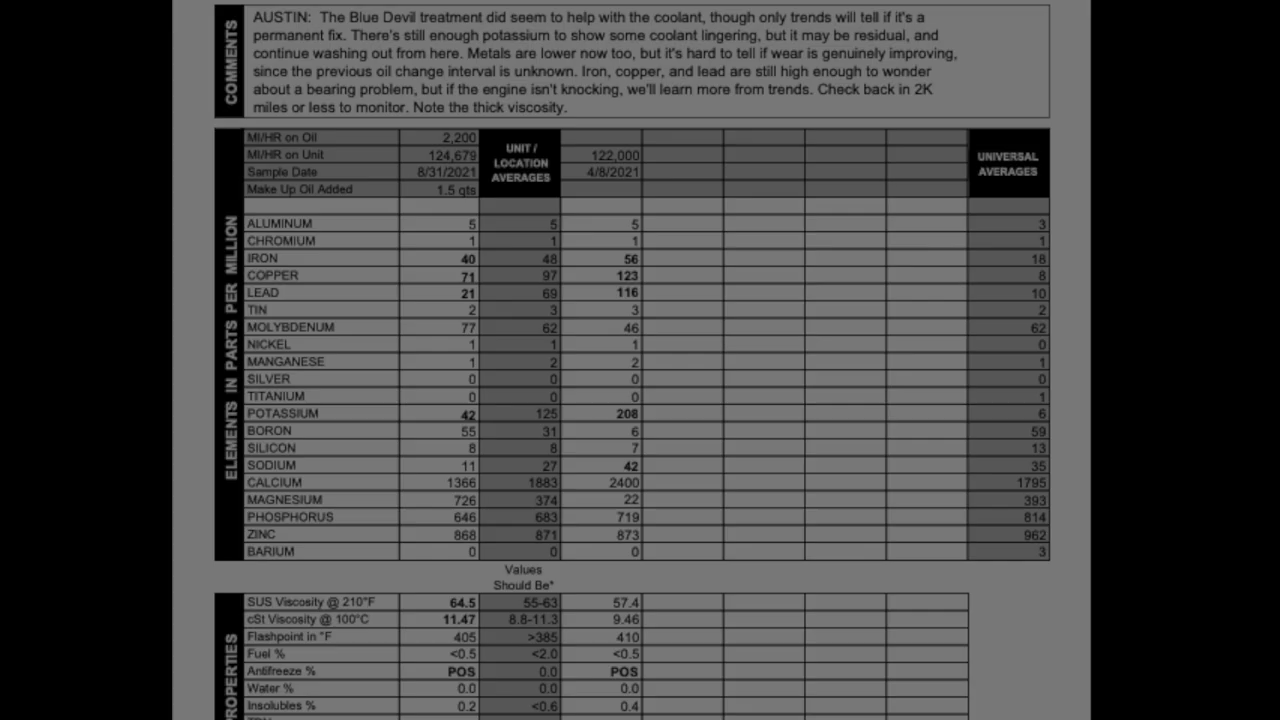 COMMENTS
AUSTIN: The Blue Devil treatment did seem to help with the coolant, though only trends will tell if it's a
permanent fix. There's still enough potassium to show some coolant lingering, but it may be residual, and
continue washing out from here. Metals are lower now too, but it's hard to tell if wear is genuinely improving,
since the previous oil change interval is unknown. Iron, copper, and lead are still high enough to wonder
about a bearing problem, but if the engine isn't knocking, we'll learn more from trends. Check back in 2K
miles or less to monitor. Note the thick viscosity.
MI/HR on Oil 2,200
MI/HR on Unit 124,679 122,000
Sample Date 8/31/2021 4/8/2021
Make Up Oil Added 1.5 qts
UNIT /
LOCATION
AVERAGES
UNIVERSAL
AVERAGES
ELEMENTS IN PARTS PER MILLION
ALUMINUM 5 5 5 3
CHROMIUM 1 1 1 1
IRON 40 48 56 18
COPPER 71 97 123 8
LEAD 21 69 116 10
TIN 2 3 3 2
MOLYBDENUM 77 62 46 62
NICKEL 1 1 1 0
MANGANESE 1 2 2 1
SILVER 0 0 0 0
TITANIUM 0 0 0 1
POTASSIUM 42 125 208 6
BORON 55 31 6 59
SILICON 8 8 7 13
SODIUM 11 27 42 35
CALCIUM 1366 1883 2400 1795
MAGNESIUM 726 374 22 393
PHOSPHORUS 646 683 719 814
ZINC 868 871 873 962
BARIUM 0 0 0 3
Values
Should Be*
PROPERTIES
SUS Viscosity @ 210°F 64.5 55-63 57.4
cSt Viscosity @ 100°C 11.47 8.8-11.3 9.46
Flashpoint in °F 405 >385 410
Fuel % <0.5 <2.0 <0.5
Antifreeze % POS 0.0 POS
Water % 0.0 0.0 0.0
Insolubles % 0.2 <0.6 0.4